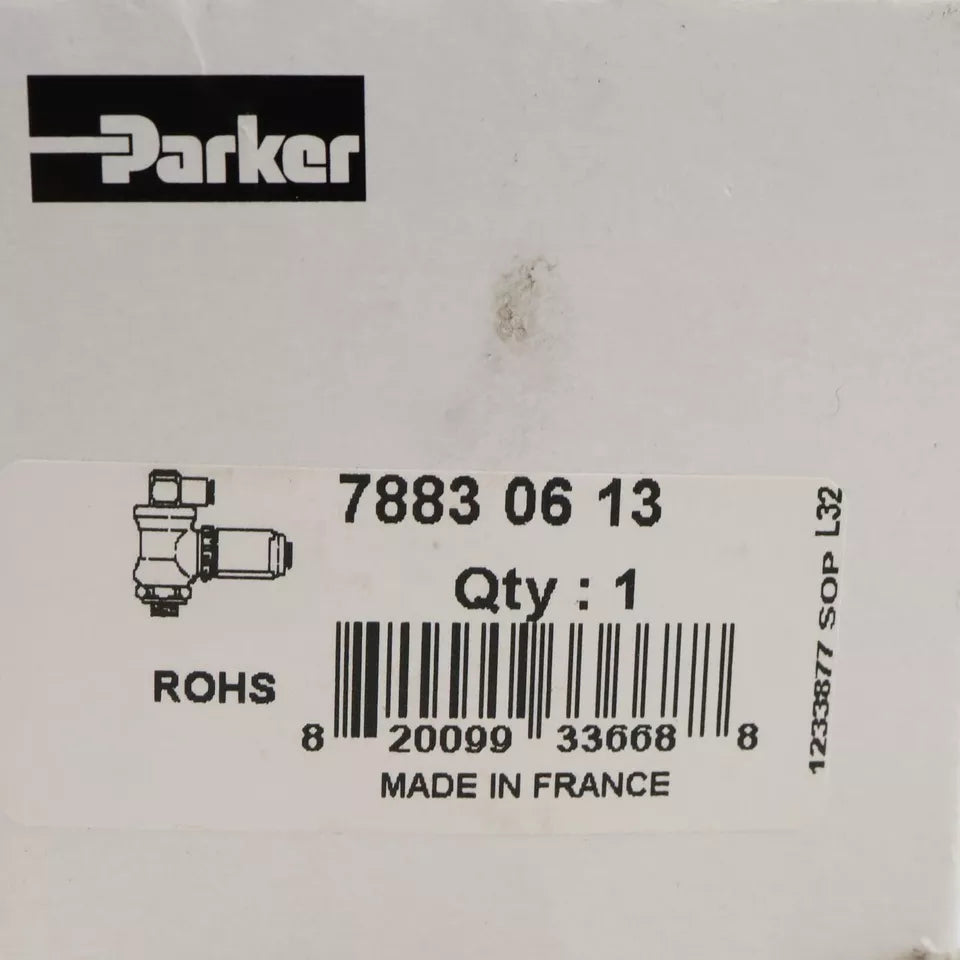 Parker
7883 06 13
Qty : 1
ROHS
8 20099 33668 8
MADE IN FRANCE
1233877 SOP L32